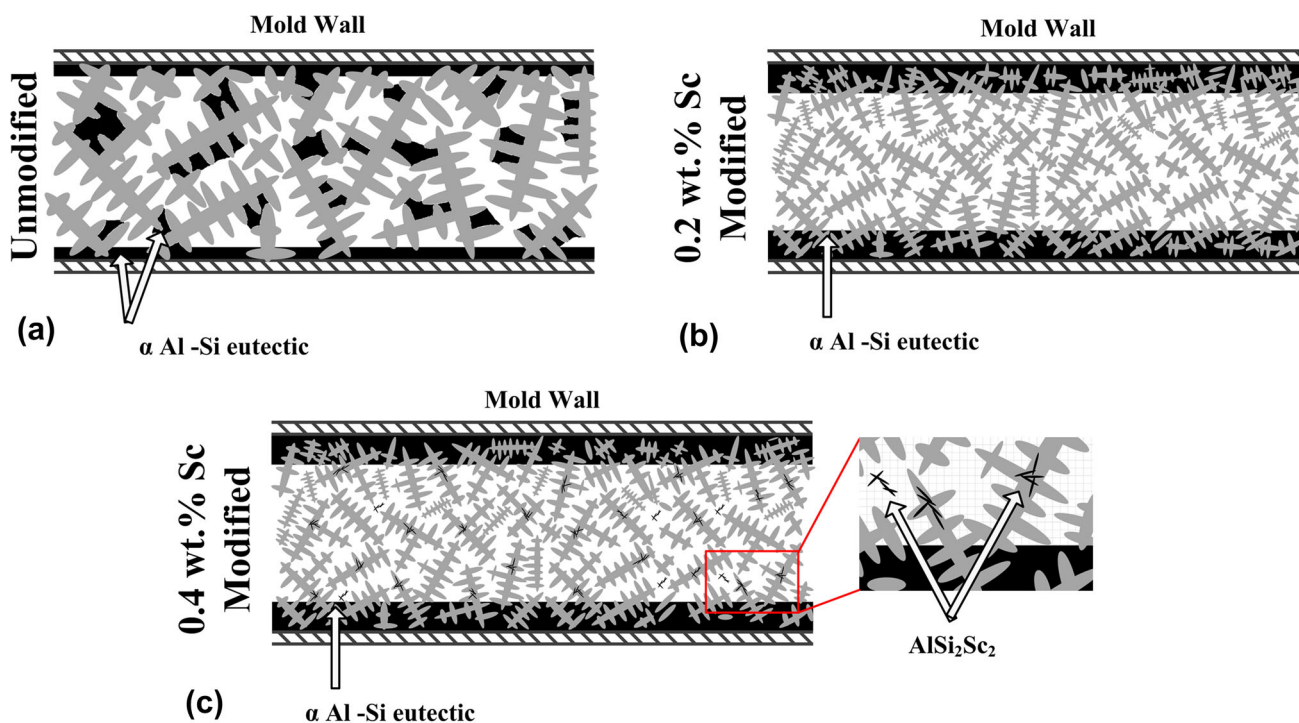 Mold Wall
Unmodified
(a)
α Al -Si eutectic
Mold Wall
0.2 wt.% Sc
Modified
(b)
α Al -Si eutectic
Mold Wall
0.4 wt.% Sc
Modified
(c)
α Al -Si eutectic
AlSi₂Sc₂